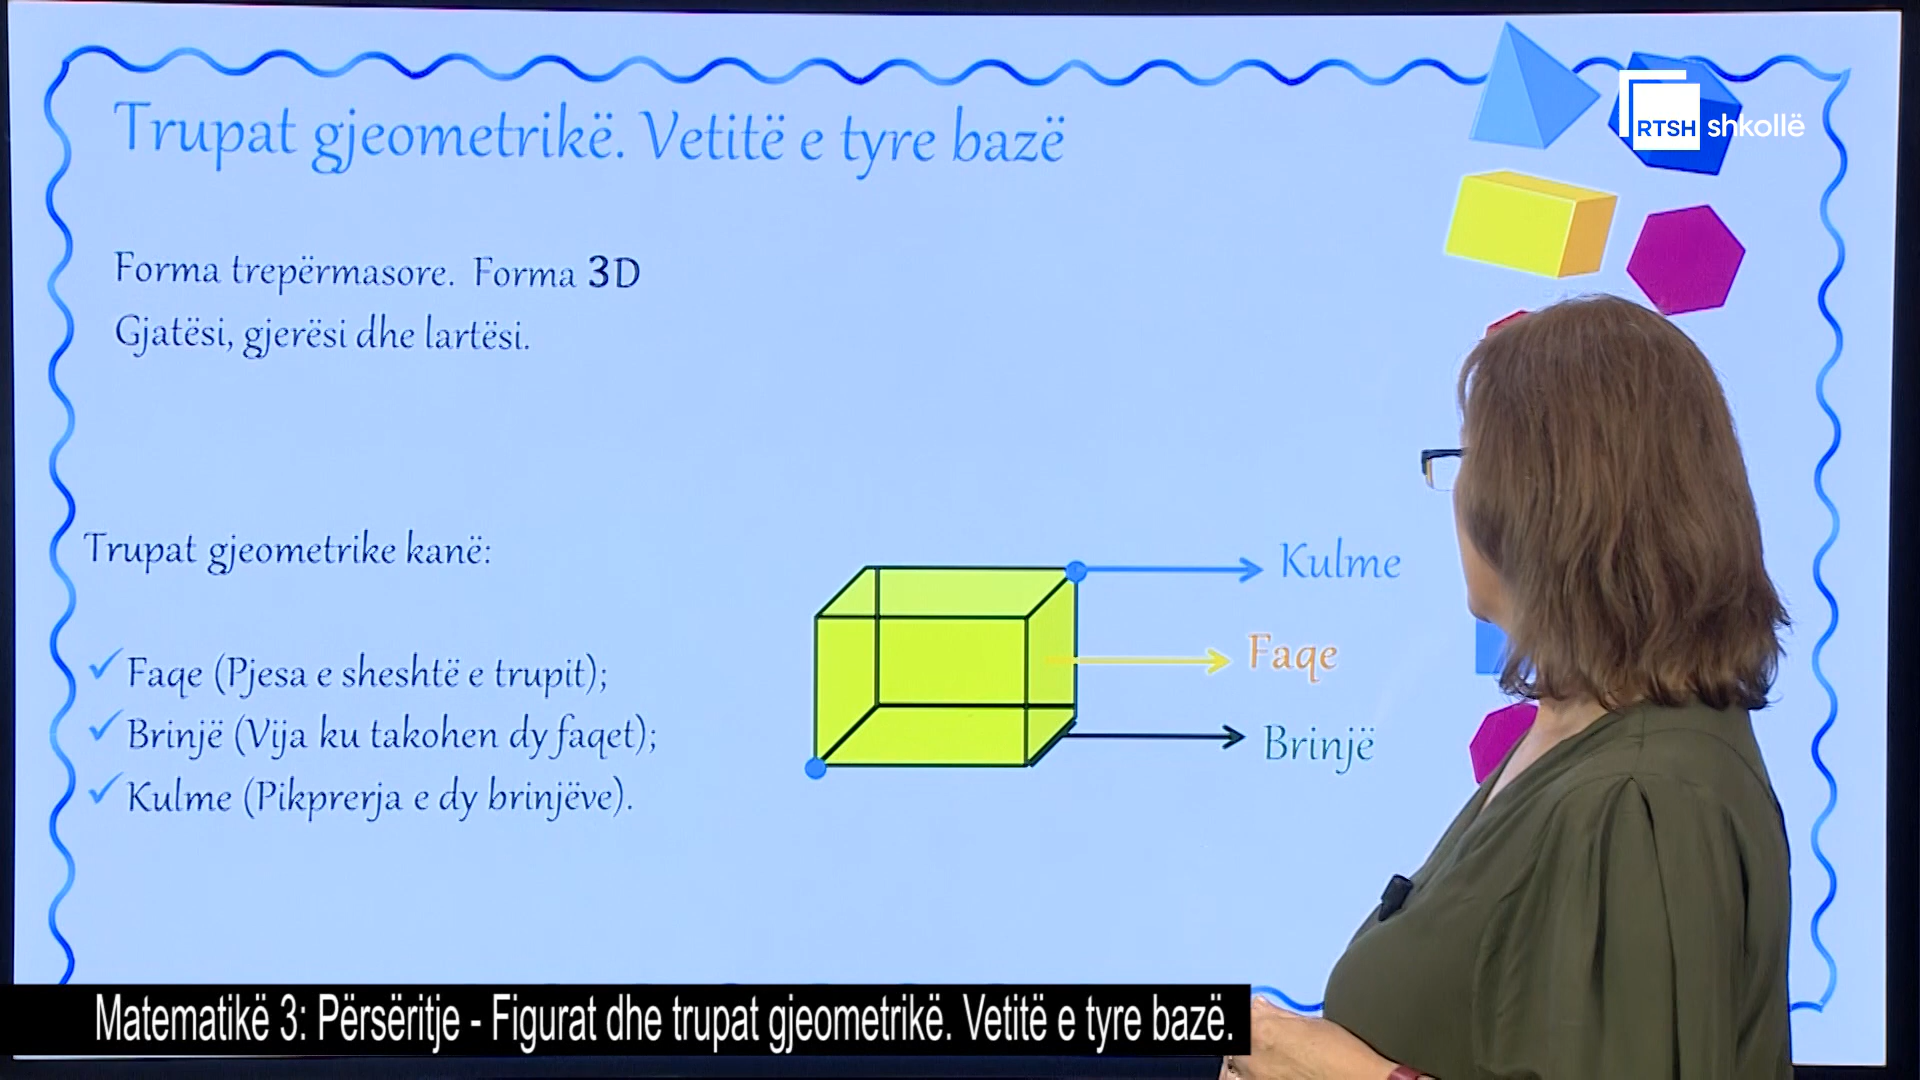 RTSH shkollë
Trupat gjeometrikë. Vetitë e tyre bazë
Forma trepërmasore. Forma 3D
Gjatësi, gjerësi dhe lartësi.
Trupat gjeometrike kanë:
Faqe (Pjesa e sheshtë e trupit);
Brinjë (Vija ku takohen dy faqet);
Kulme (Pikprerja e dy brinjëve).
Kulme
Faqe
Brinjë
Matematikë 3: Përsëritje - Figurat dhe trupat gjeometrikë. Vetitë e tyre bazë.